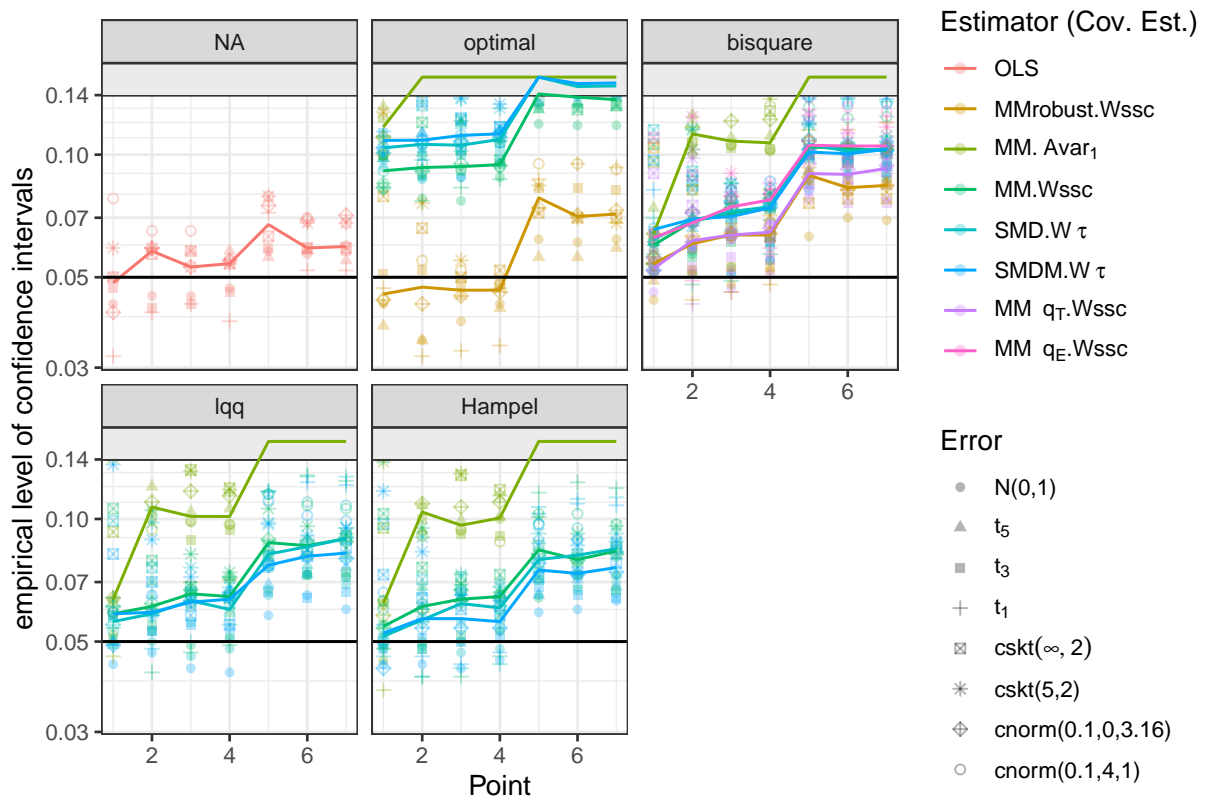 NA
optimal
bisquare
0.14
0.10
0.07
0.05
0.03
2
4
6
lqq
Hampel
0.14
0.10
0.07
0.05
0.03
2
4
6
2
4
6
Point
empirical level of confidence intervals
Estimator (Cov. Est.)
OLS
MMrobust.Wssc
MM. Avar₁
MM.Wssc
SMD.W τ
SMDM.W τ
MM q_T.Wssc
MM q_E.Wssc
Error
N(0,1)
t₅
t₃
t₁
cskt(∞, 2)
cskt(5,2)
cnorm(0.1,0,3.16)
cnorm(0.1,4,1)